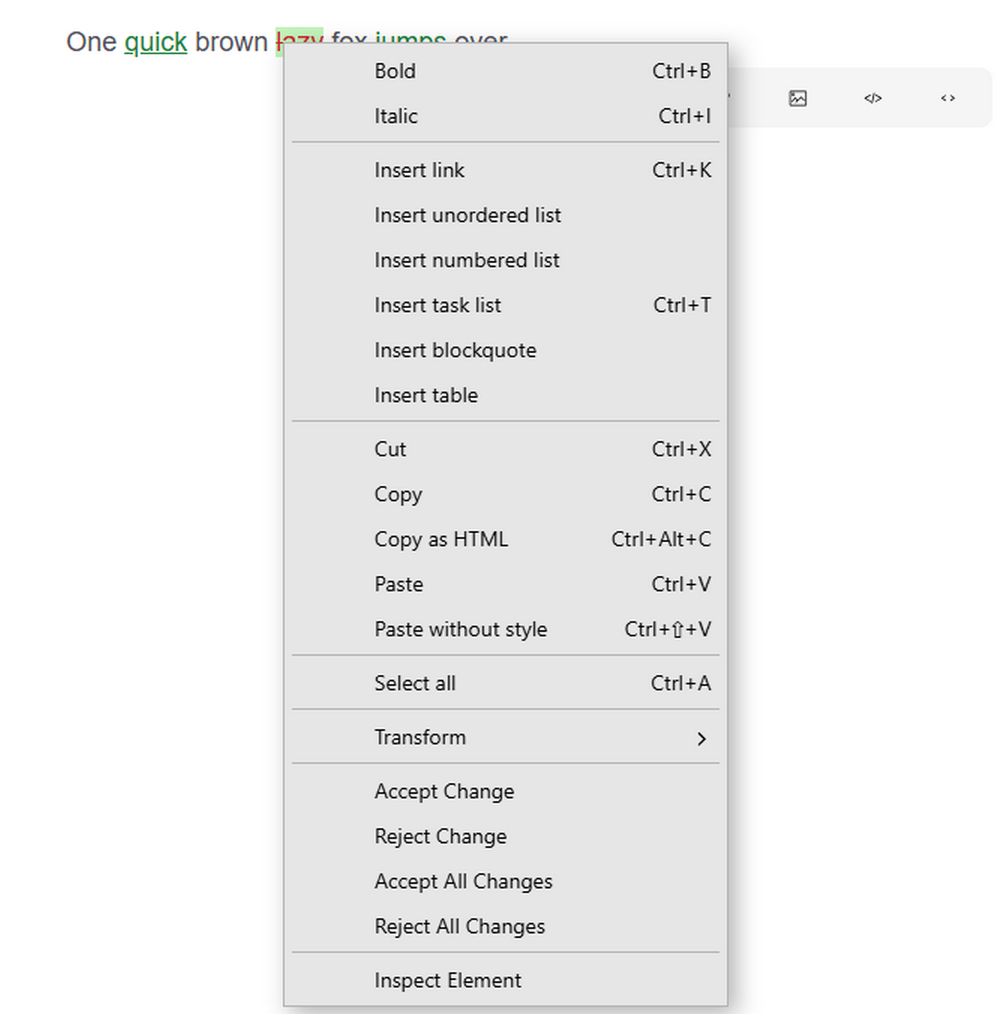 One quick brown lazy fox jumps over
Bold Ctrl+B
Italic Ctrl+I
Insert link Ctrl+K
Insert unordered list
Insert numbered list
Insert task list Ctrl+T
Insert blockquote
Insert table
Cut Ctrl+X
Copy Ctrl+C
Copy as HTML Ctrl+Alt+C
Paste Ctrl+V
Paste without style Ctrl+⇧+V
Select all Ctrl+A
Transform
Accept Change
Reject Change
Accept All Changes
Reject All Changes
Inspect Element